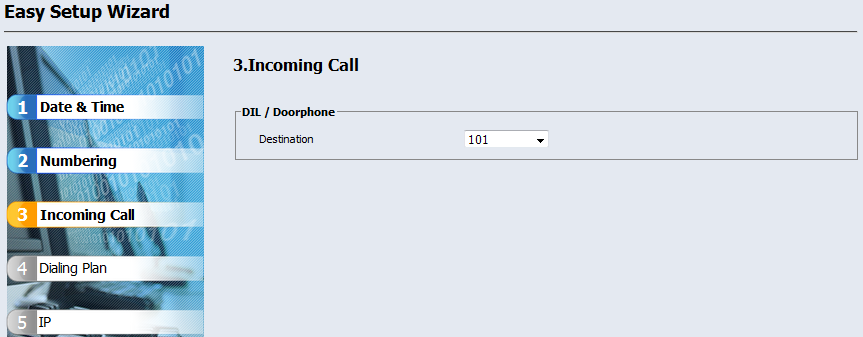 Easy Setup Wizard
3.Incoming Call
1 Date & Time
DIL / Doorphone
Destination 101
2 Numbering
3 Incoming Call
4 Dialing Plan
5 IP